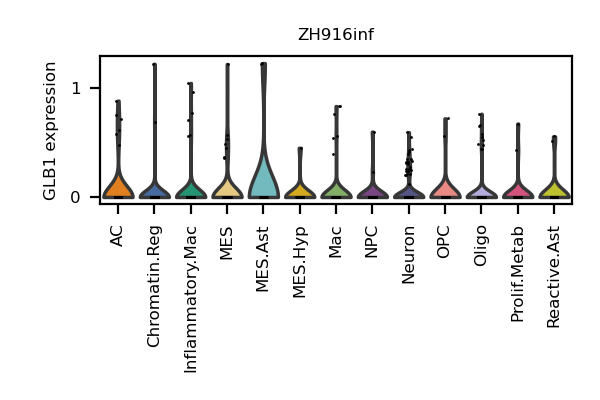 ZH916inf
GLB1 expression
1
0
AC
Chromatin.Reg
Inflammatory.Mac
MES
MES.Ast
MES.Hyp
Mac
NPC
Neuron
OPC
Oligo
Prolif.Metab
Reactive.Ast